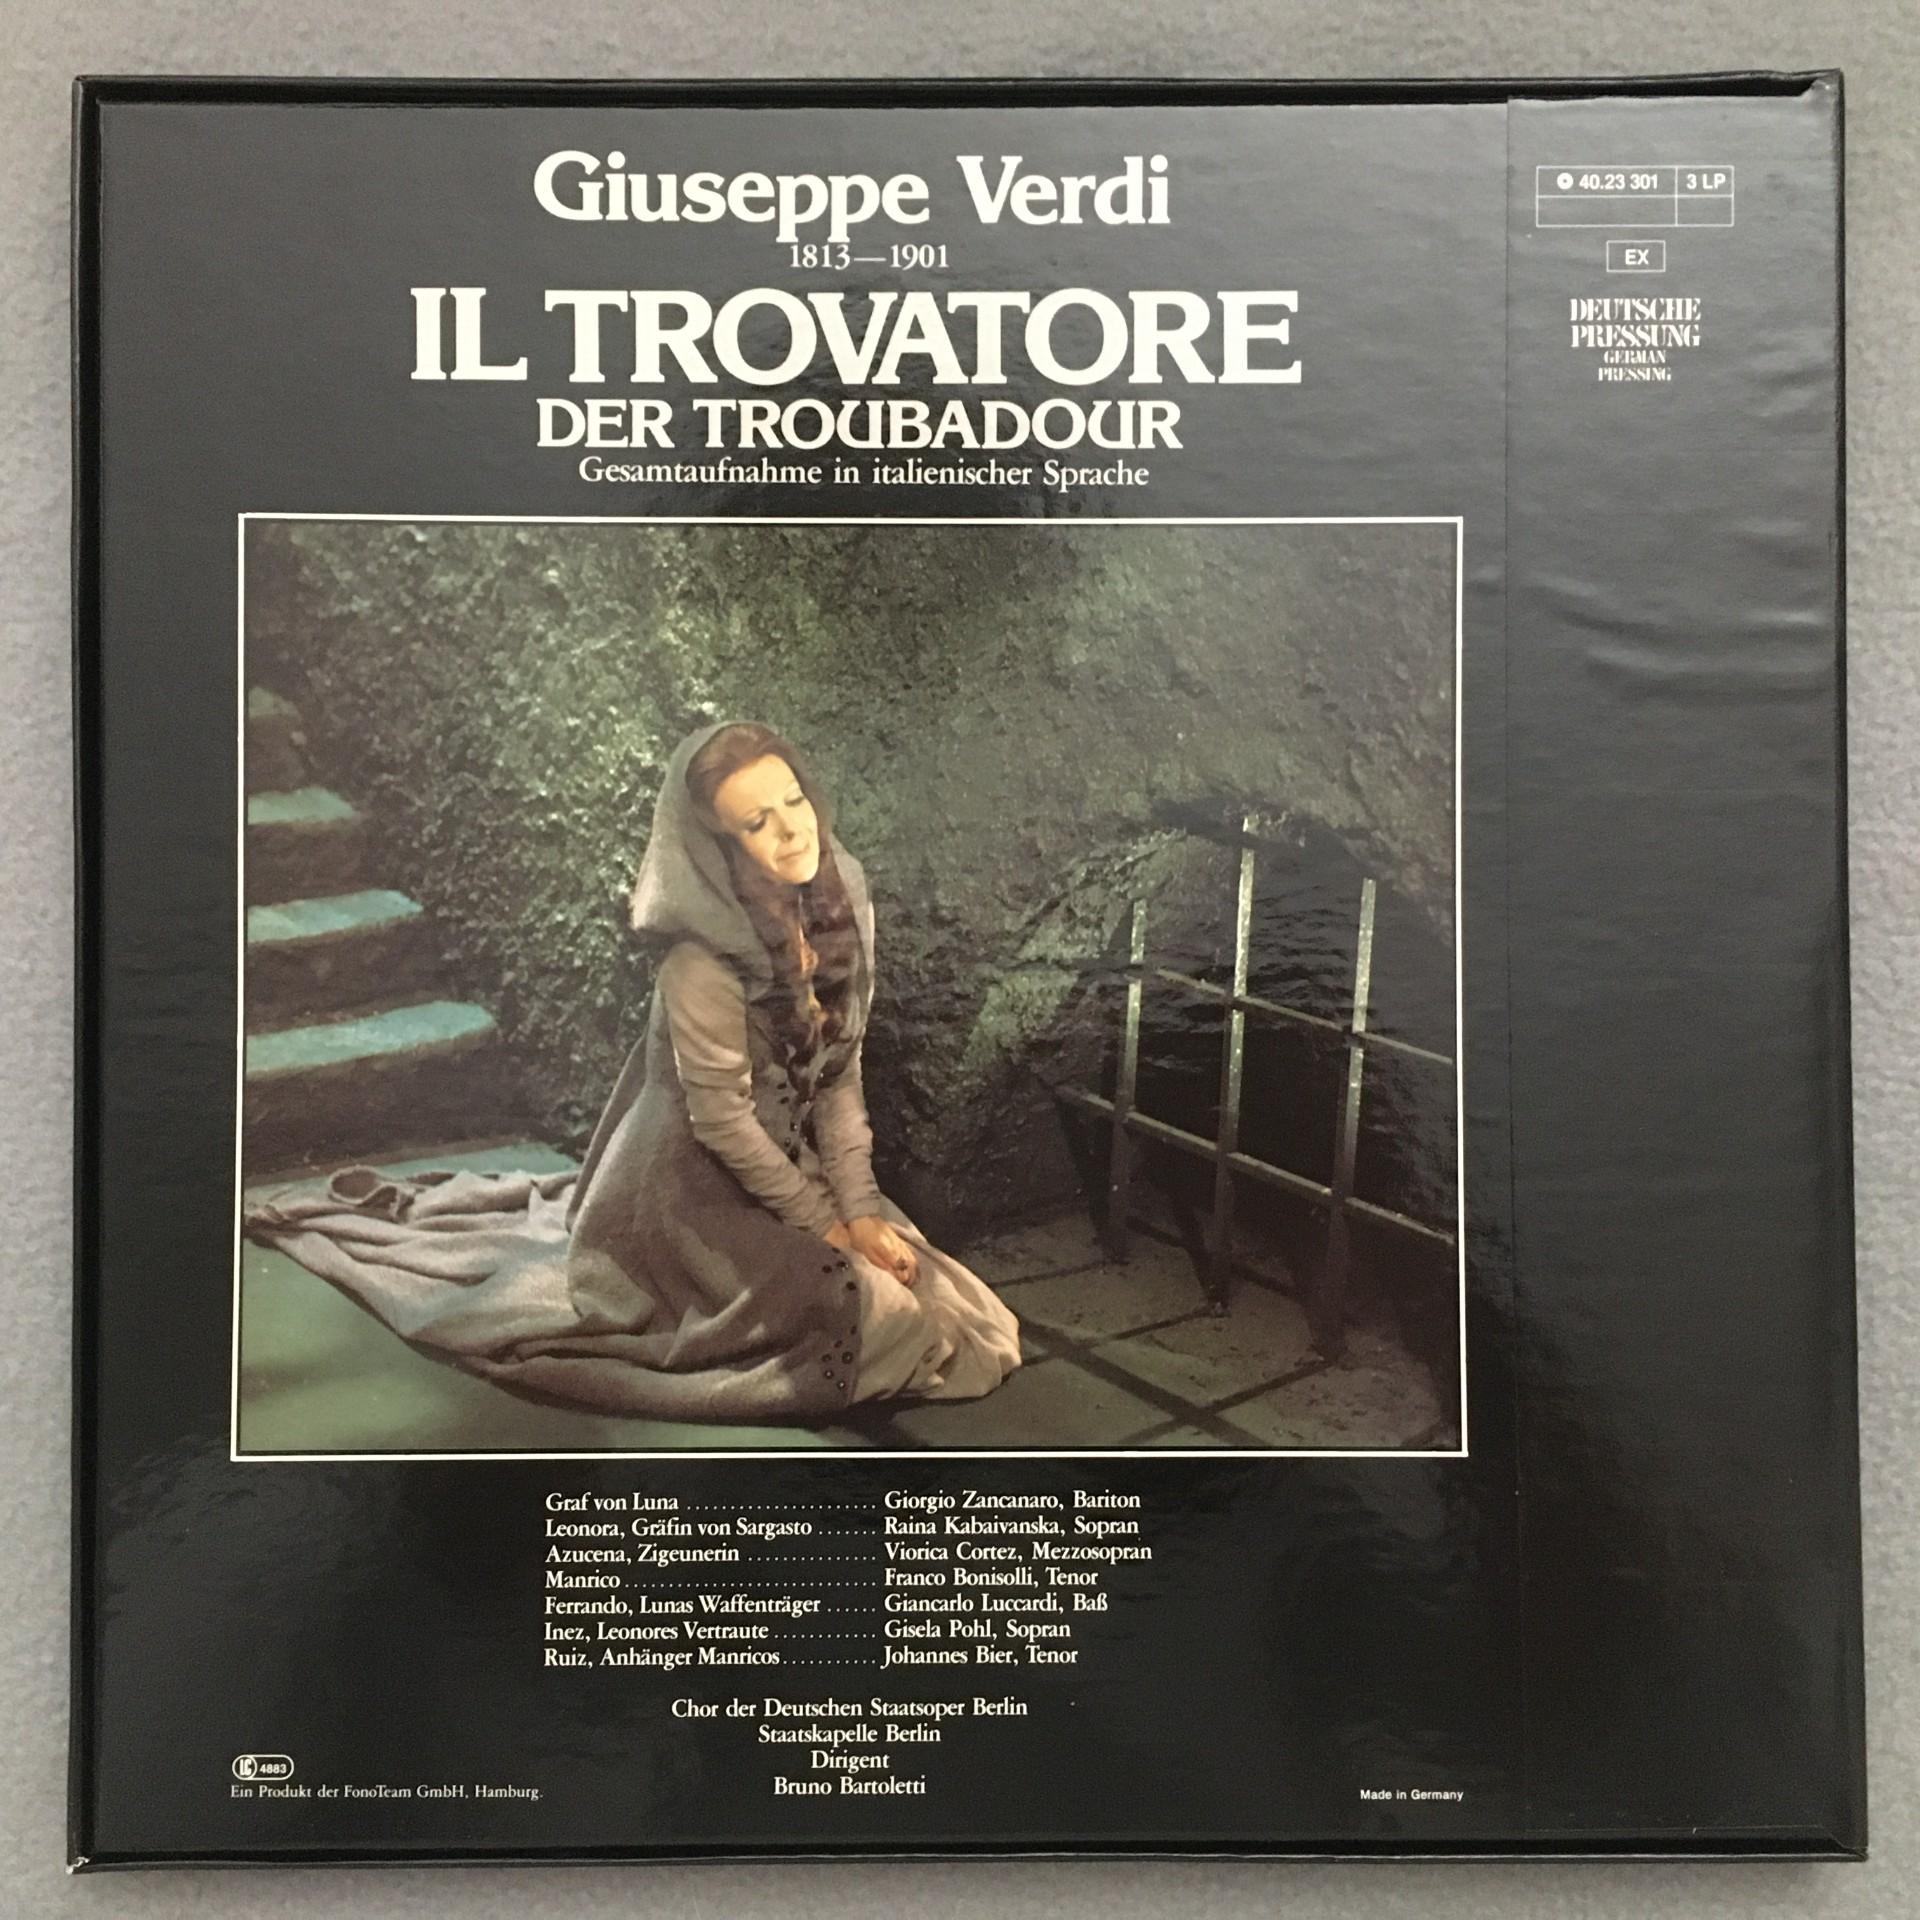 Giuseppe Verdi
1813—1901
IL TROVATORE
DER TROUBADOUR
Gesamtaufnahme in italienischer Sprache
40.23 301 3 LP
EX
DEUTSCHE
PRESSUNG
GERMAN
PRESSING
Graf von Luna ...................... Giorgio Zancanaro, Bariton
Leonora, Gräfin von Sargasto ....... Raina Kabaivanska, Sopran
Azucena, Zigeunerin ............... Viorica Cortez, Mezzosopran
Manrico ............................. Franco Bonisolli, Tenor
Ferrando, Lunas Waffenträger ...... Giancarlo Luccardi, Baß
Inez, Leonores Vertraute ............ Gisela Pohl, Sopran
Ruiz, Anhänger Manricos ........... Johannes Bier, Tenor
Chor der Deutschen Staatsoper Berlin
Staatskapelle Berlin
Dirigent
Bruno Bartoletti
LC 4883
Ein Produkt der FonoTeam GmbH, Hamburg.
Made in Germany